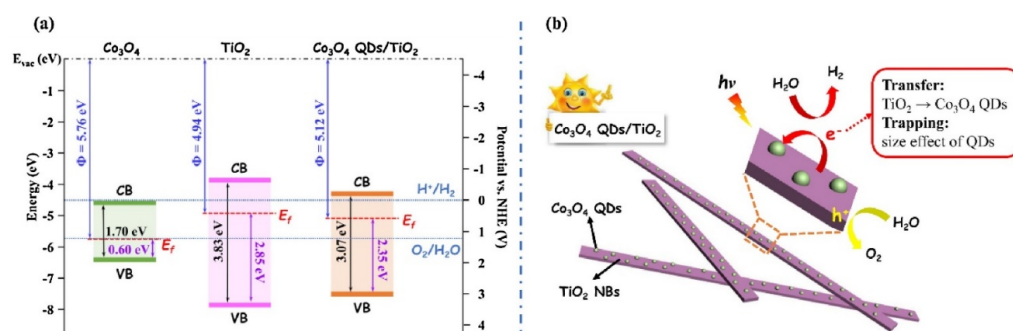 (a)
Co₃O₄
TiO₂
Co₃O₄ QDs/TiO₂
E_vac (eV)
-1
-2
-3
-4
-5
-6
-7
-8
Energy (eV)
Φ = 5.76 eV
Φ = 4.94 eV
Φ = 5.12 eV
CB
1.70 eV
0.60 eV
E_f
VB
CB
3.83 eV
E_f
2.85 eV
VB
CB
3.07 eV
E_f
2.35 eV
VB
H⁺/H₂
O₂/H₂O
-4
-3
-2
-1
0
1
2
3
4
Potential vs. NHE (V)
(b)
Co₃O₄ QDs/TiO₂
hν
H₂O
H₂
e⁻
Transfer:
TiO₂ → Co₃O₄ QDs
Trapping:
size effect of QDs
h⁺
H₂O
O₂
Co₃O₄ QDs
TiO₂ NBs